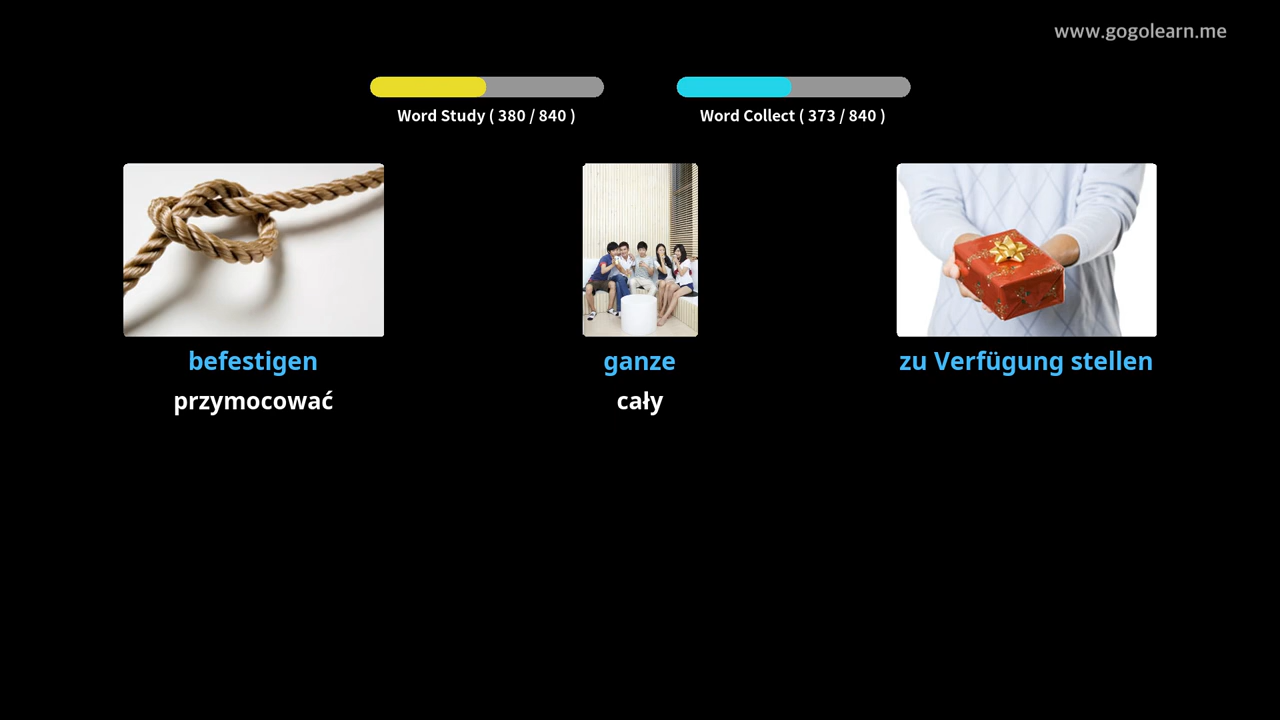 www.gogolearn.me
Word Study ( 380 / 840 )
Word Collect ( 373 / 840 )
befestigen
przymocować
ganze
cały
zu Verfügung stellen